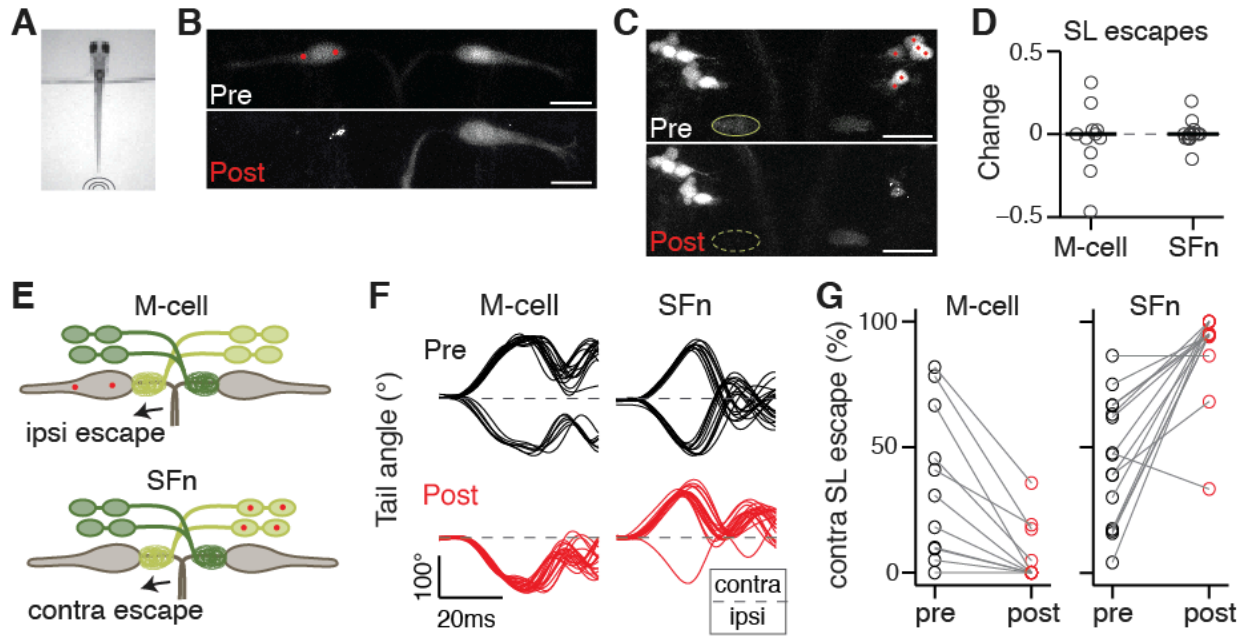 A
B
Pre
Post
C
Pre
Post
D
SL escapes
Change
0.5
0
−0.5
M-cell
SFn
E
M-cell
ipsi escape
SFn
contra escape
F
M-cell
SFn
Pre
Post
Tail angle (°)
100°
20ms
contra
ipsi
G
M-cell
SFn
contra SL escape (%)
100
50
0
pre
post
pre
post